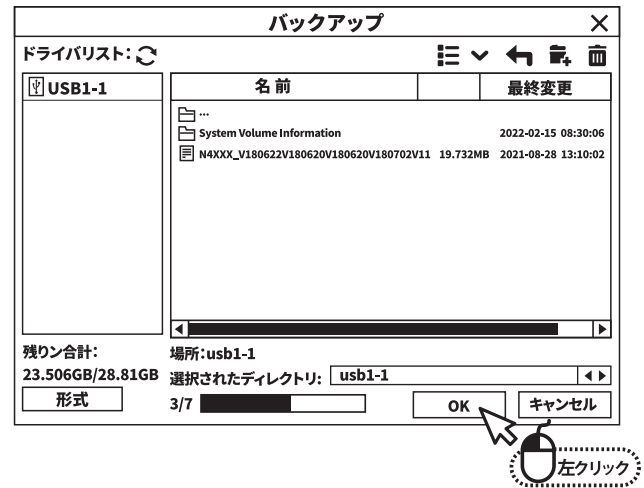 バックアップ
ドライバリスト:
USB1-1
名前 最終変更
...
System Volume Information 2022-02-15 08:30:06
N4XXX_V180622V180620V180620V180702V11 19.732MB 2021-08-28 13:10:02
残りン合計:
23.506GB/28.81GB
形式
場所:usb1-1
選択されたディレクトリ: usb1-1
3/7
OK キャンセル
左クリック